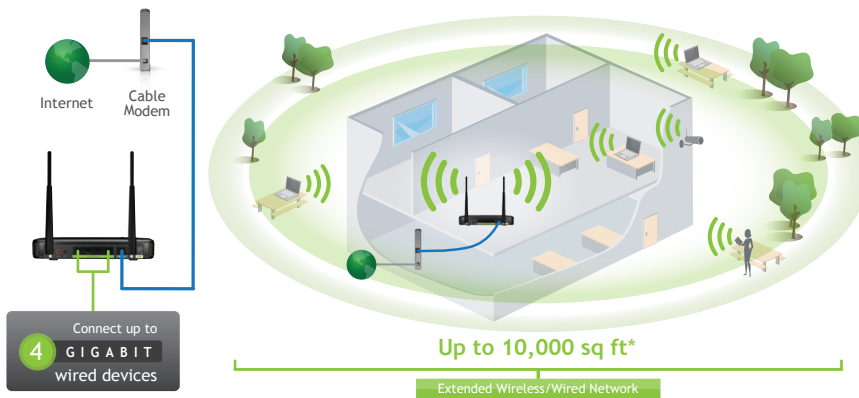 Internet
Cable
Modem
Connect up to
4 GIGABIT
wired devices
Up to 10,000 sq ft*
Extended Wireless/Wired Network